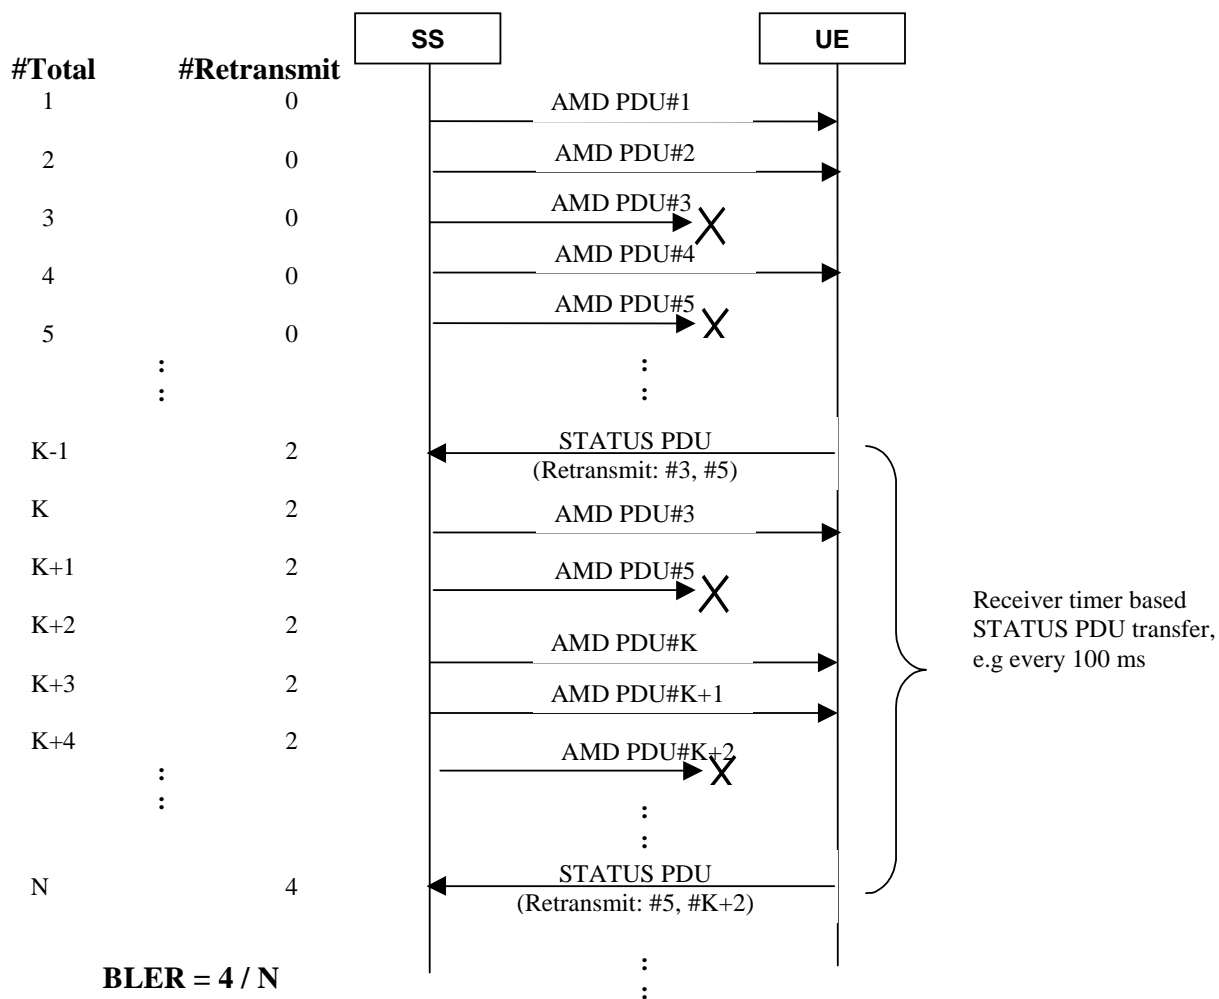 SS UE
#Total #Retransmit
1 0 AMD PDU#1
2 0 AMD PDU#2
3 0 AMD PDU#3
4 0 AMD PDU#4
5 0 AMD PDU#5
: :
: :
K-1 2 STATUS PDU
(Retransmit: #3, #5)
K 2 AMD PDU#3
K+1 2 AMD PDU#5
Receiver timer based
STATUS PDU transfer,
e.g every 100 ms
K+2 2 AMD PDU#K
K+3 2 AMD PDU#K+1
K+4 2 AMD PDU#K+2
: :
: :
N 4 STATUS PDU
(Retransmit: #5, #K+2)
BLER = 4 / N
:
: